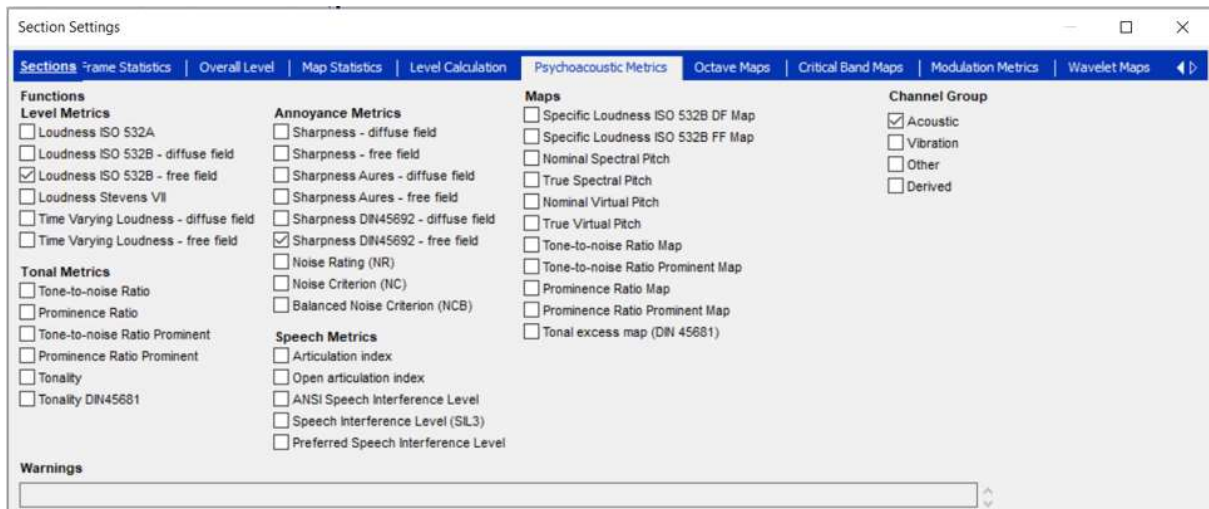 Section Settings
Sections Frame Statistics | Overall Level | Map Statistics | Level Calculation Psychoacoustic Metrics Octave Maps | Critical Band Maps | Modulation Metrics | Wavelet Maps
Functions
Level Metrics
Loudness ISO 532A
Loudness ISO 532B - diffuse field
Loudness ISO 532B - free field
Loudness Stevens VII
Time Varying Loudness - diffuse field
Time Varying Loudness - free field
Tonal Metrics
Tone-to-noise Ratio
Prominence Ratio
Tone-to-noise Ratio Prominent
Prominence Ratio Prominent
Tonality
Tonality DIN45681
Annoyance Metrics
Sharpness - diffuse field
Sharpness - free field
Sharpness Aures - diffuse field
Sharpness Aures - free field
Sharpness DIN45692 - diffuse field
Sharpness DIN45692 - free field
Noise Rating (NR)
Noise Criterion (NC)
Balanced Noise Criterion (NCB)
Speech Metrics
Articulation index
Open articulation index
ANSI Speech Interference Level
Speech Interference Level (SIL3)
Preferred Speech Interference Level
Maps
Specific Loudness ISO 532B DF Map
Specific Loudness ISO 532B FF Map
Nominal Spectral Pitch
True Spectral Pitch
Nominal Virtual Pitch
True Virtual Pitch
Tone-to-noise Ratio Map
Tone-to-noise Ratio Prominent Map
Prominence Ratio Map
Prominence Ratio Prominent Map
Tonal excess map (DIN 45681)
Channel Group
Acoustic
Vibration
Other
Derived
Warnings